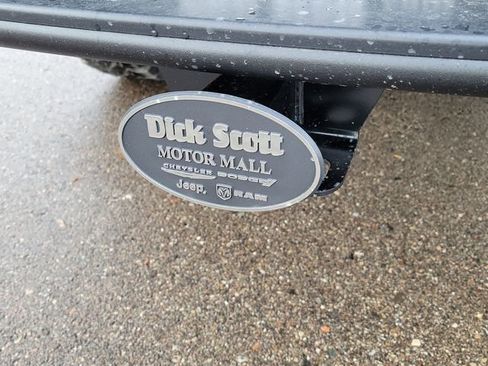 Dick Scott
MOTOR MALL
CHRYSLER DODGE
Jeep. RAM